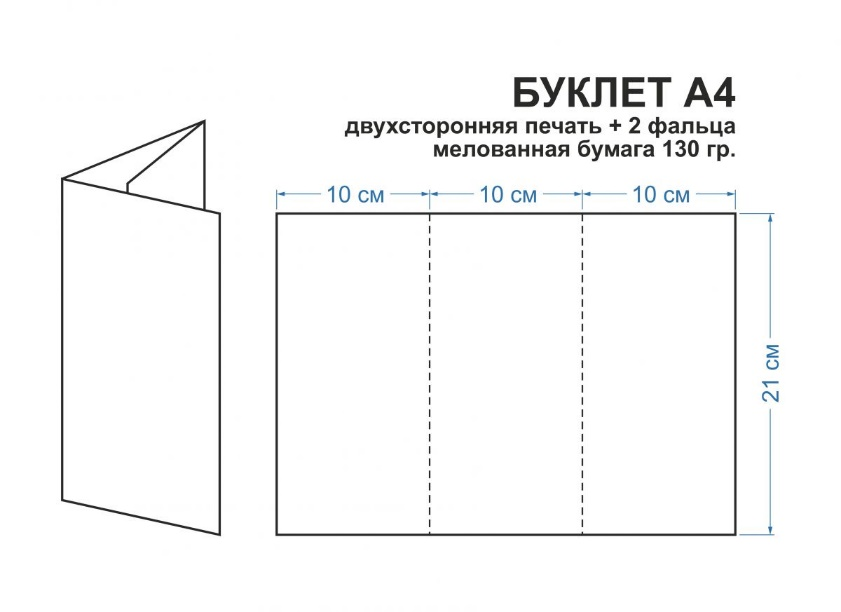 БУКЛЕТ А4
двухсторонняя печать + 2 фальца
мелованная бумага 130 гр.
10 см 10 см 10 см
21 см